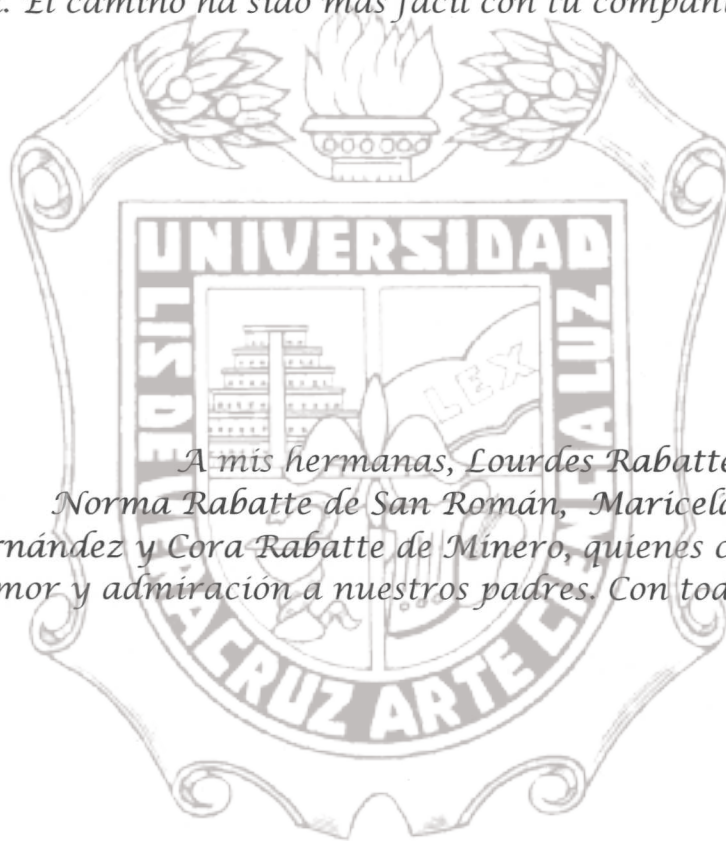 . El camino ha sido más fácil con tu compañ
UNIVERSIDAD
LIS DE VERACRUZ ARTE CIENCIA LUZ
LEX
A mis hermanas, Lourdes Rabatte
Norma Rabatte de San Román, Maricela
rnández y Cora Rabatte de Minero, quienes c
mor y admiración a nuestros padres. Con tod